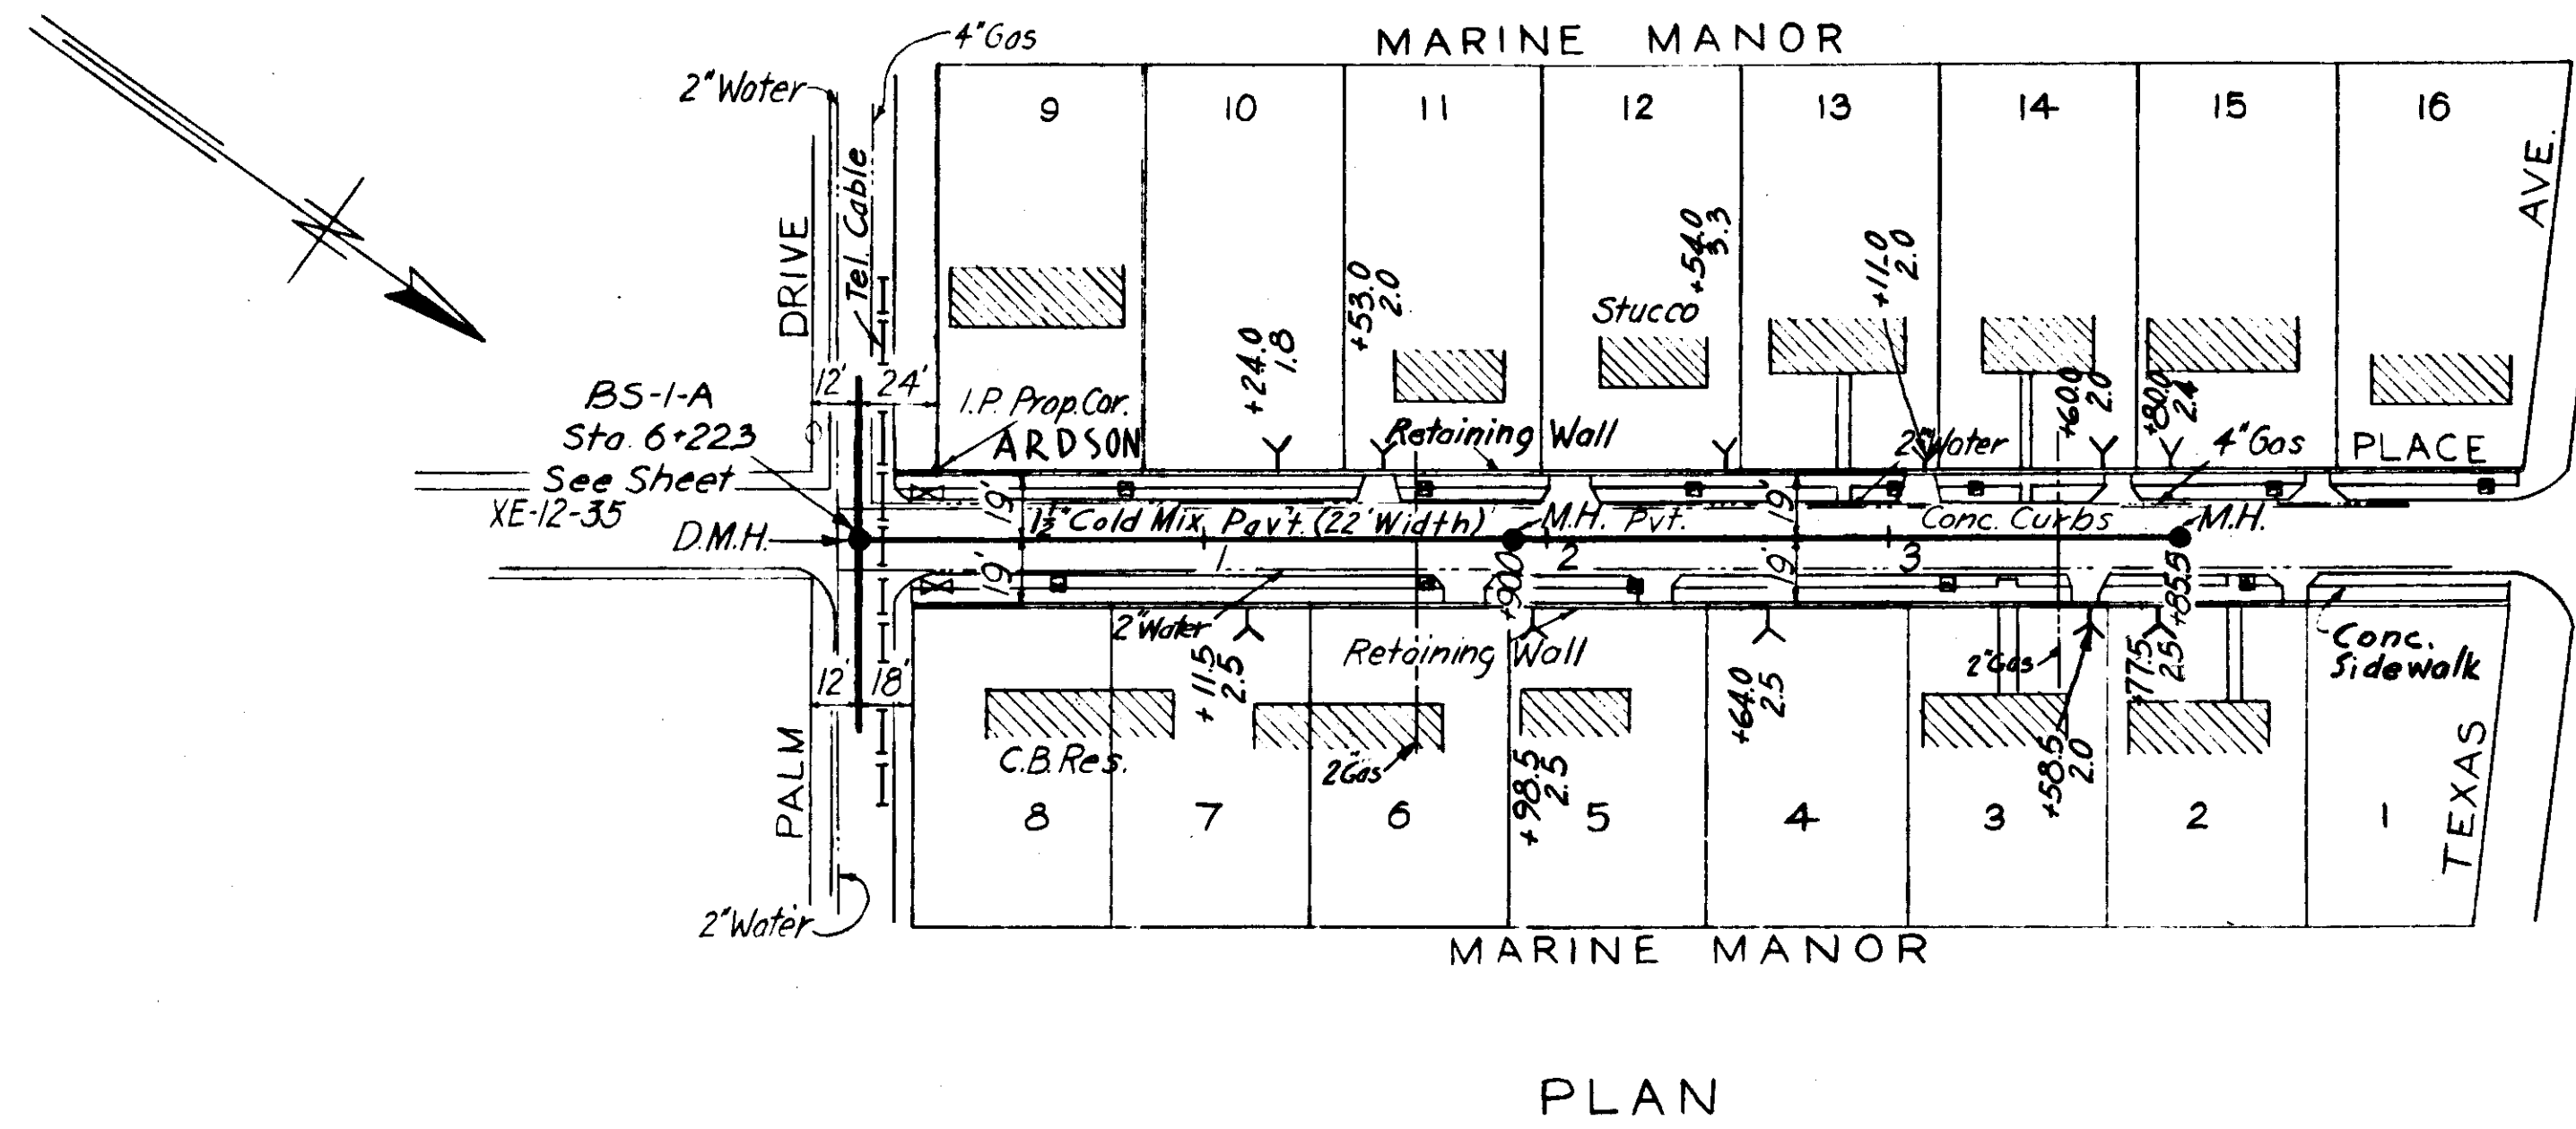 MARINE MANOR
4"Gas
2"Water
9 10 11 12 13 14 15 16
AVE.
DRIVE
Tel. Cable
12' 24'
I.P. Prop. Cor.
+24.0
1.8
+53.0
2.0
Stucco
+54.0
3.3
+11.0
2.0
+60.0
2.0
+80.0
2.4
BS-1-A
Sta. 6+22.3
See Sheet
XE-12-35
D.M.H.
ARDSON
Retaining Wall
2"Water
4"Gas
PLACE
19'
1½" Cold Mix Pav't. (22' Width)
M.H. Pvt.
19'
Conc. Curbs
M.H.
N
1 2 3
19'
+90.0
19'
+85.5
12' 18'
2"Water
+11.5
2.5
Retaining Wall
+64.0
2.5
2"Gas
+58.5
2.0
+77.5
2.5
Conc.
Sidewalk
C.B. Res.
2"Gas
+98.5
2.5
PALM
8 7 6 5 4 3 2 1
TEXAS
2"Water
MARINE MANOR
PLAN